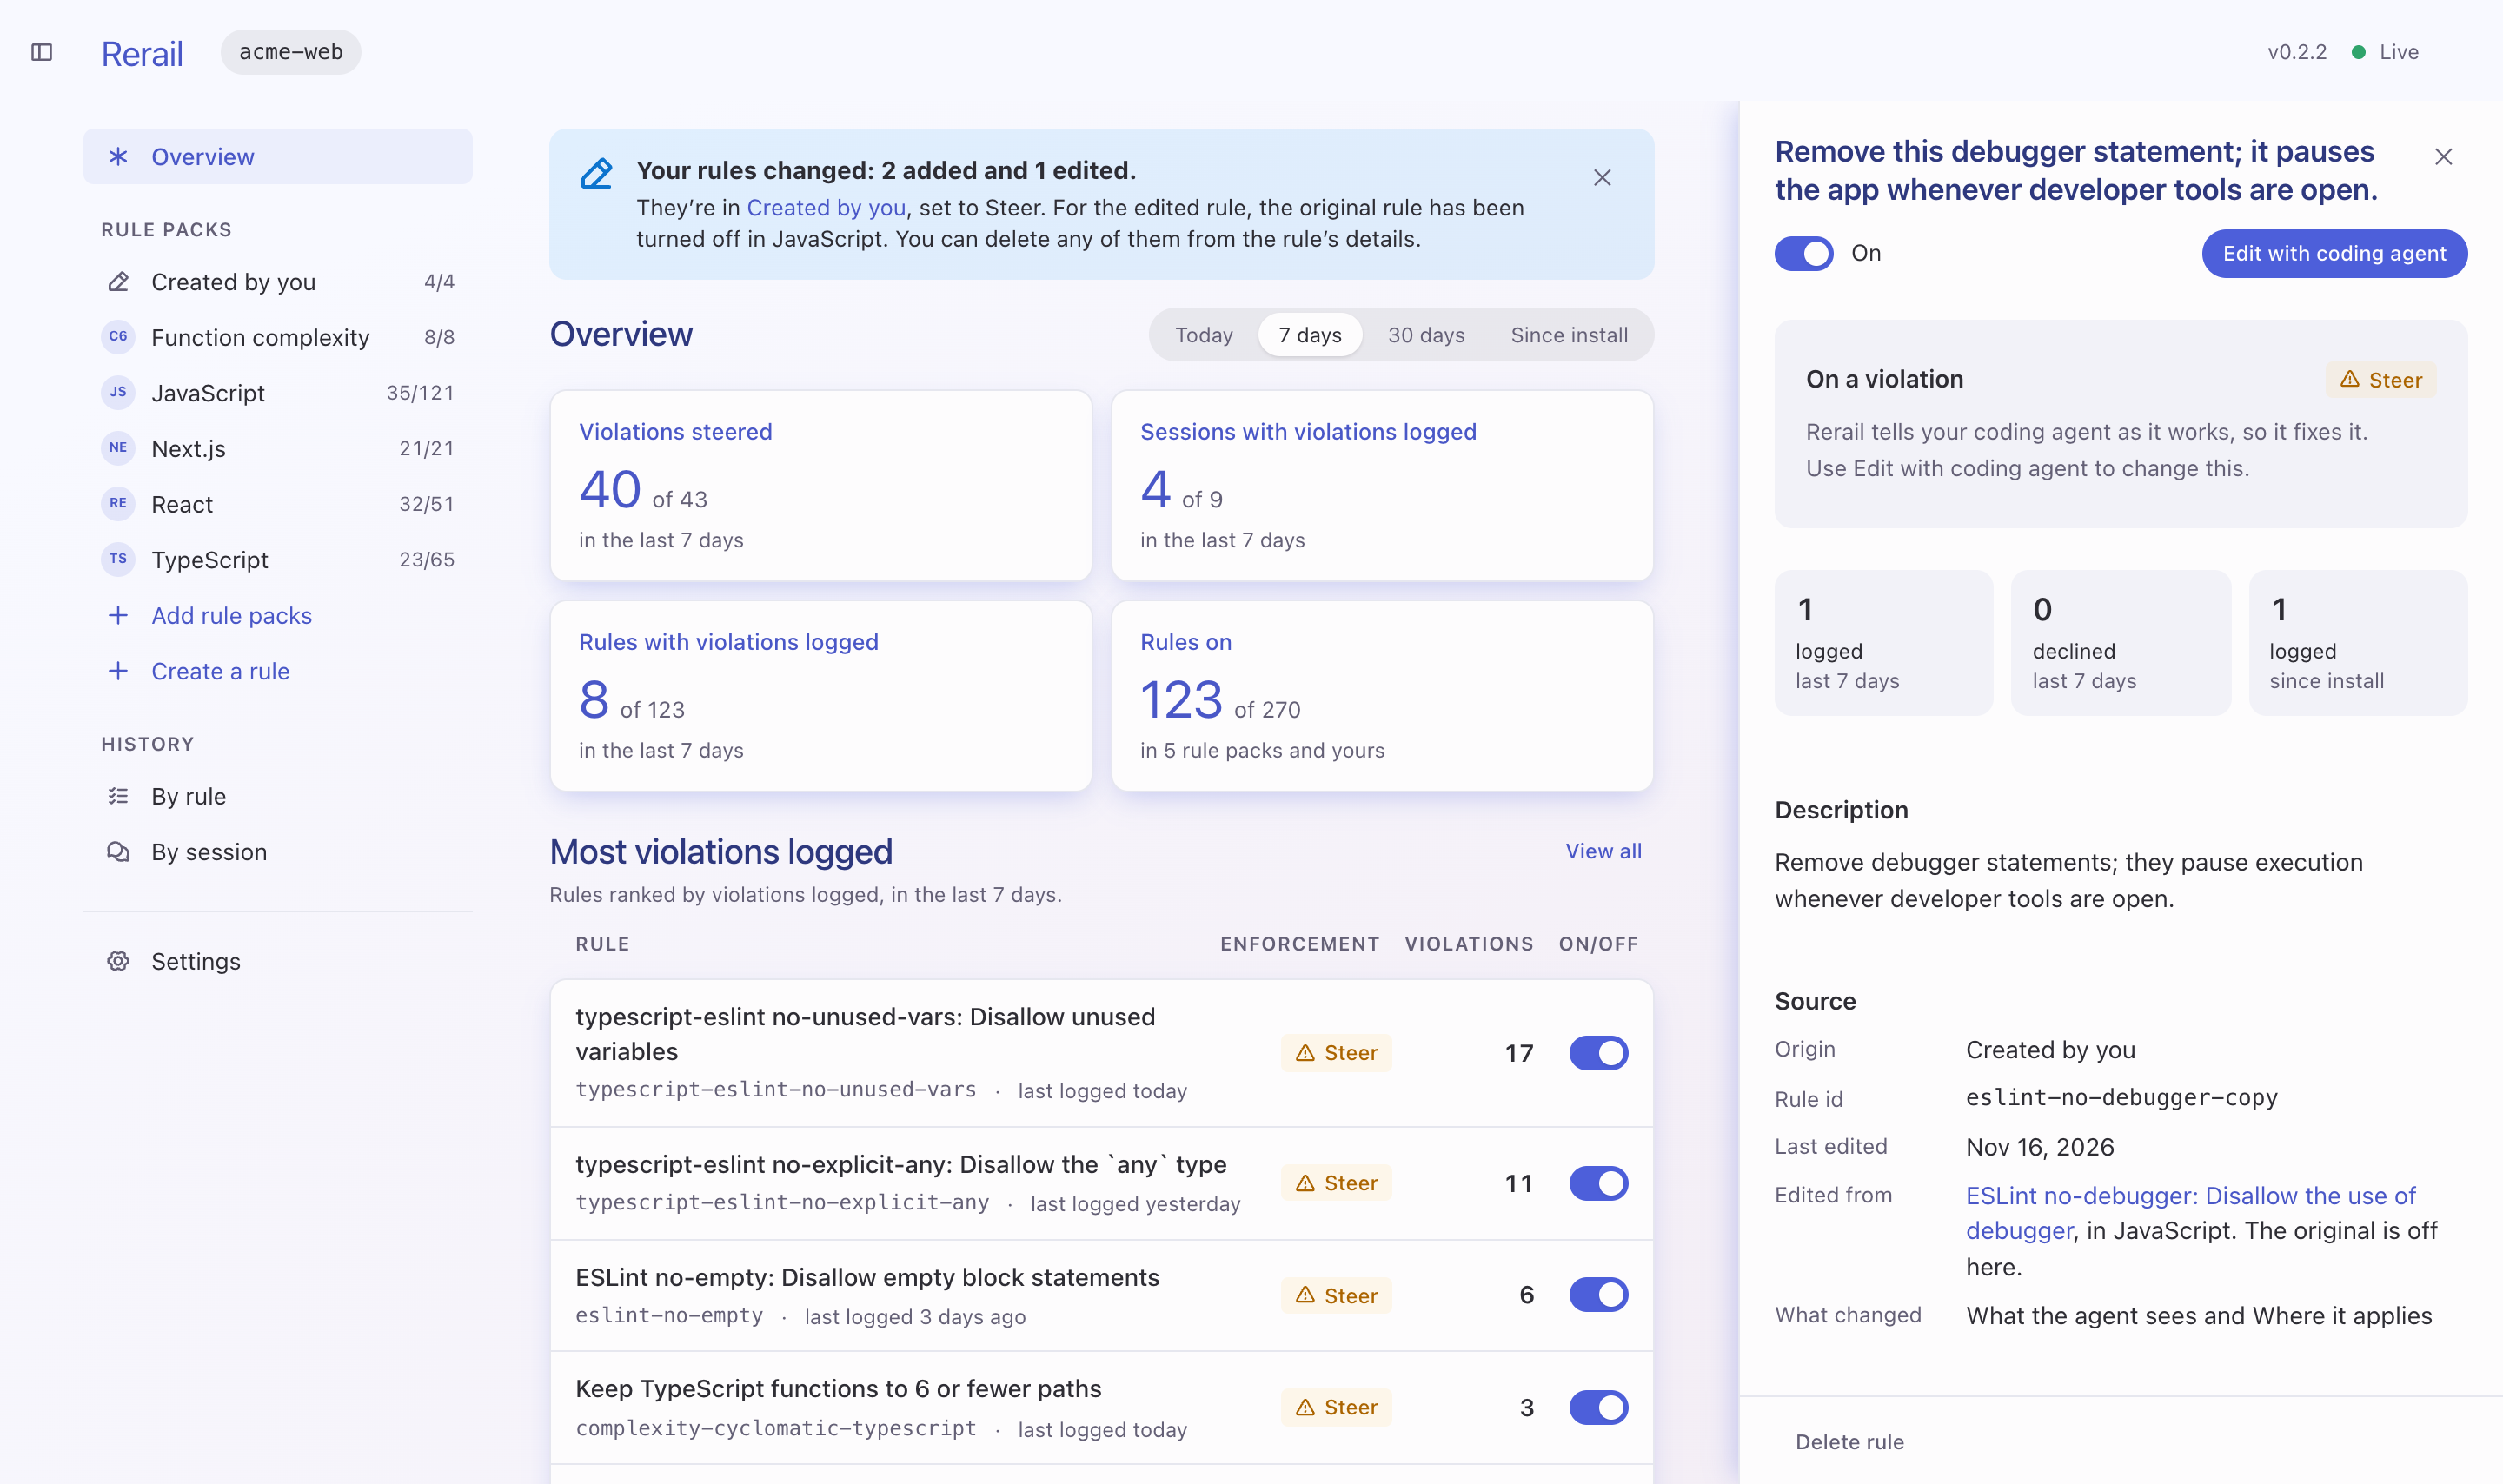 Rerail
acme-web
v0.2.2
Live
Overview
RULE PACKS
Created by you 4/4
C6 Function complexity 8/8
JS JavaScript 35/121
NE Next.js 21/21
RE React 32/51
TS TypeScript 23/65
Add rule packs
Create a rule
HISTORY
By rule
By session
Settings
Your rules changed: 2 added and 1 edited.
They’re in Created by you, set to Steer. For the edited rule, the original rule has been
turned off in JavaScript. You can delete any of them from the rule’s details.
Overview
Today 7 days 30 days Since install
Violations steered
40 of 43
in the last 7 days
Sessions with violations logged
4 of 9
in the last 7 days
Rules with violations logged
8 of 123
in the last 7 days
Rules on
123 of 270
in 5 rule packs and yours
Most violations logged
View all
Rules ranked by violations logged, in the last 7 days.
RULE ENFORCEMENT VIOLATIONS ON/OFF
typescript-eslint no-unused-vars: Disallow unused
variables
typescript-eslint-no-unused-vars · last logged today
Steer 17
typescript-eslint no-explicit-any: Disallow the `any` type
typescript-eslint-no-explicit-any · last logged yesterday
Steer 11
ESLint no-empty: Disallow empty block statements
eslint-no-empty · last logged 3 days ago
Steer 6
Keep TypeScript functions to 6 or fewer paths
complexity-cyclomatic-typescript · last logged today
Steer 3
Remove this debugger statement; it pauses
the app whenever developer tools are open.
On
Edit with coding agent
On a violation
Steer
Rerail tells your coding agent as it works, so it fixes it.
Use Edit with coding agent to change this.
1
logged
last 7 days
0
declined
last 7 days
1
logged
since install
Description
Remove debugger statements; they pause execution
whenever developer tools are open.
Source
Origin Created by you
Rule id eslint-no-debugger-copy
Last edited Nov 16, 2026
Edited from ESLint no-debugger: Disallow the use of
debugger, in JavaScript. The original is off
here.
What changed What the agent sees and Where it applies
Delete rule